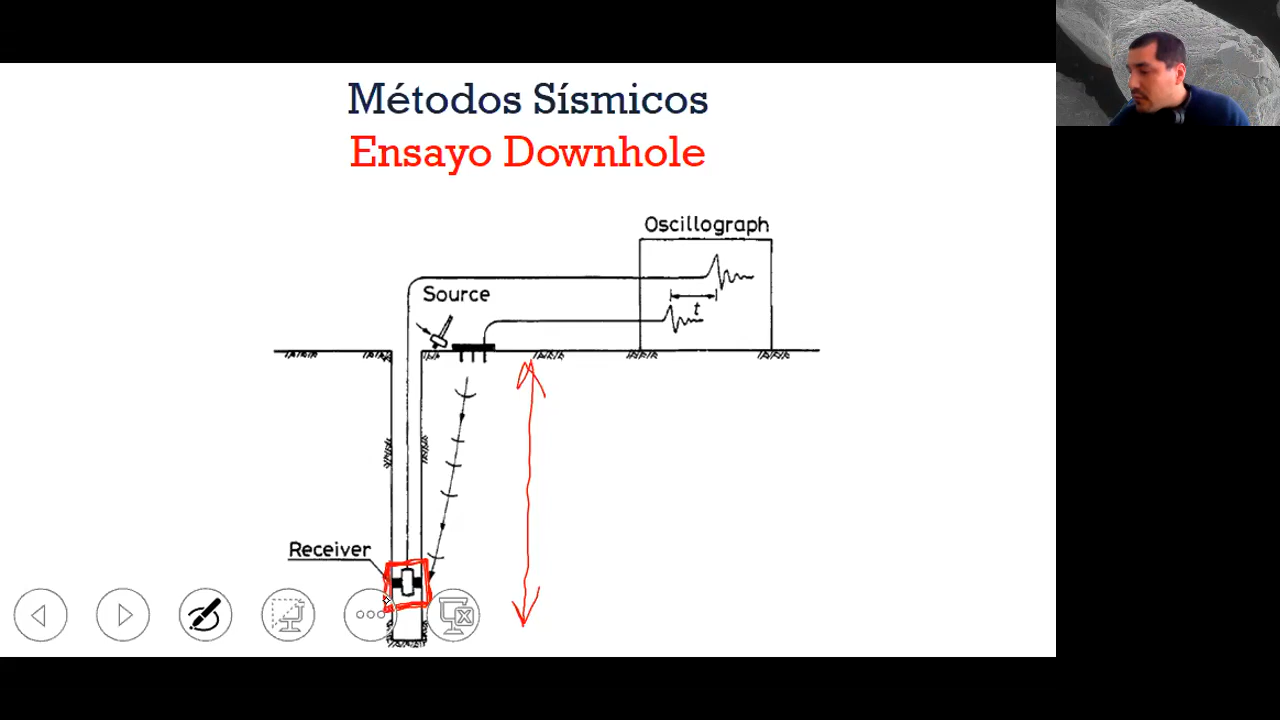 Métodos Sísmicos
Ensayo Downhole
Oscillograph
Source
t
Receiver